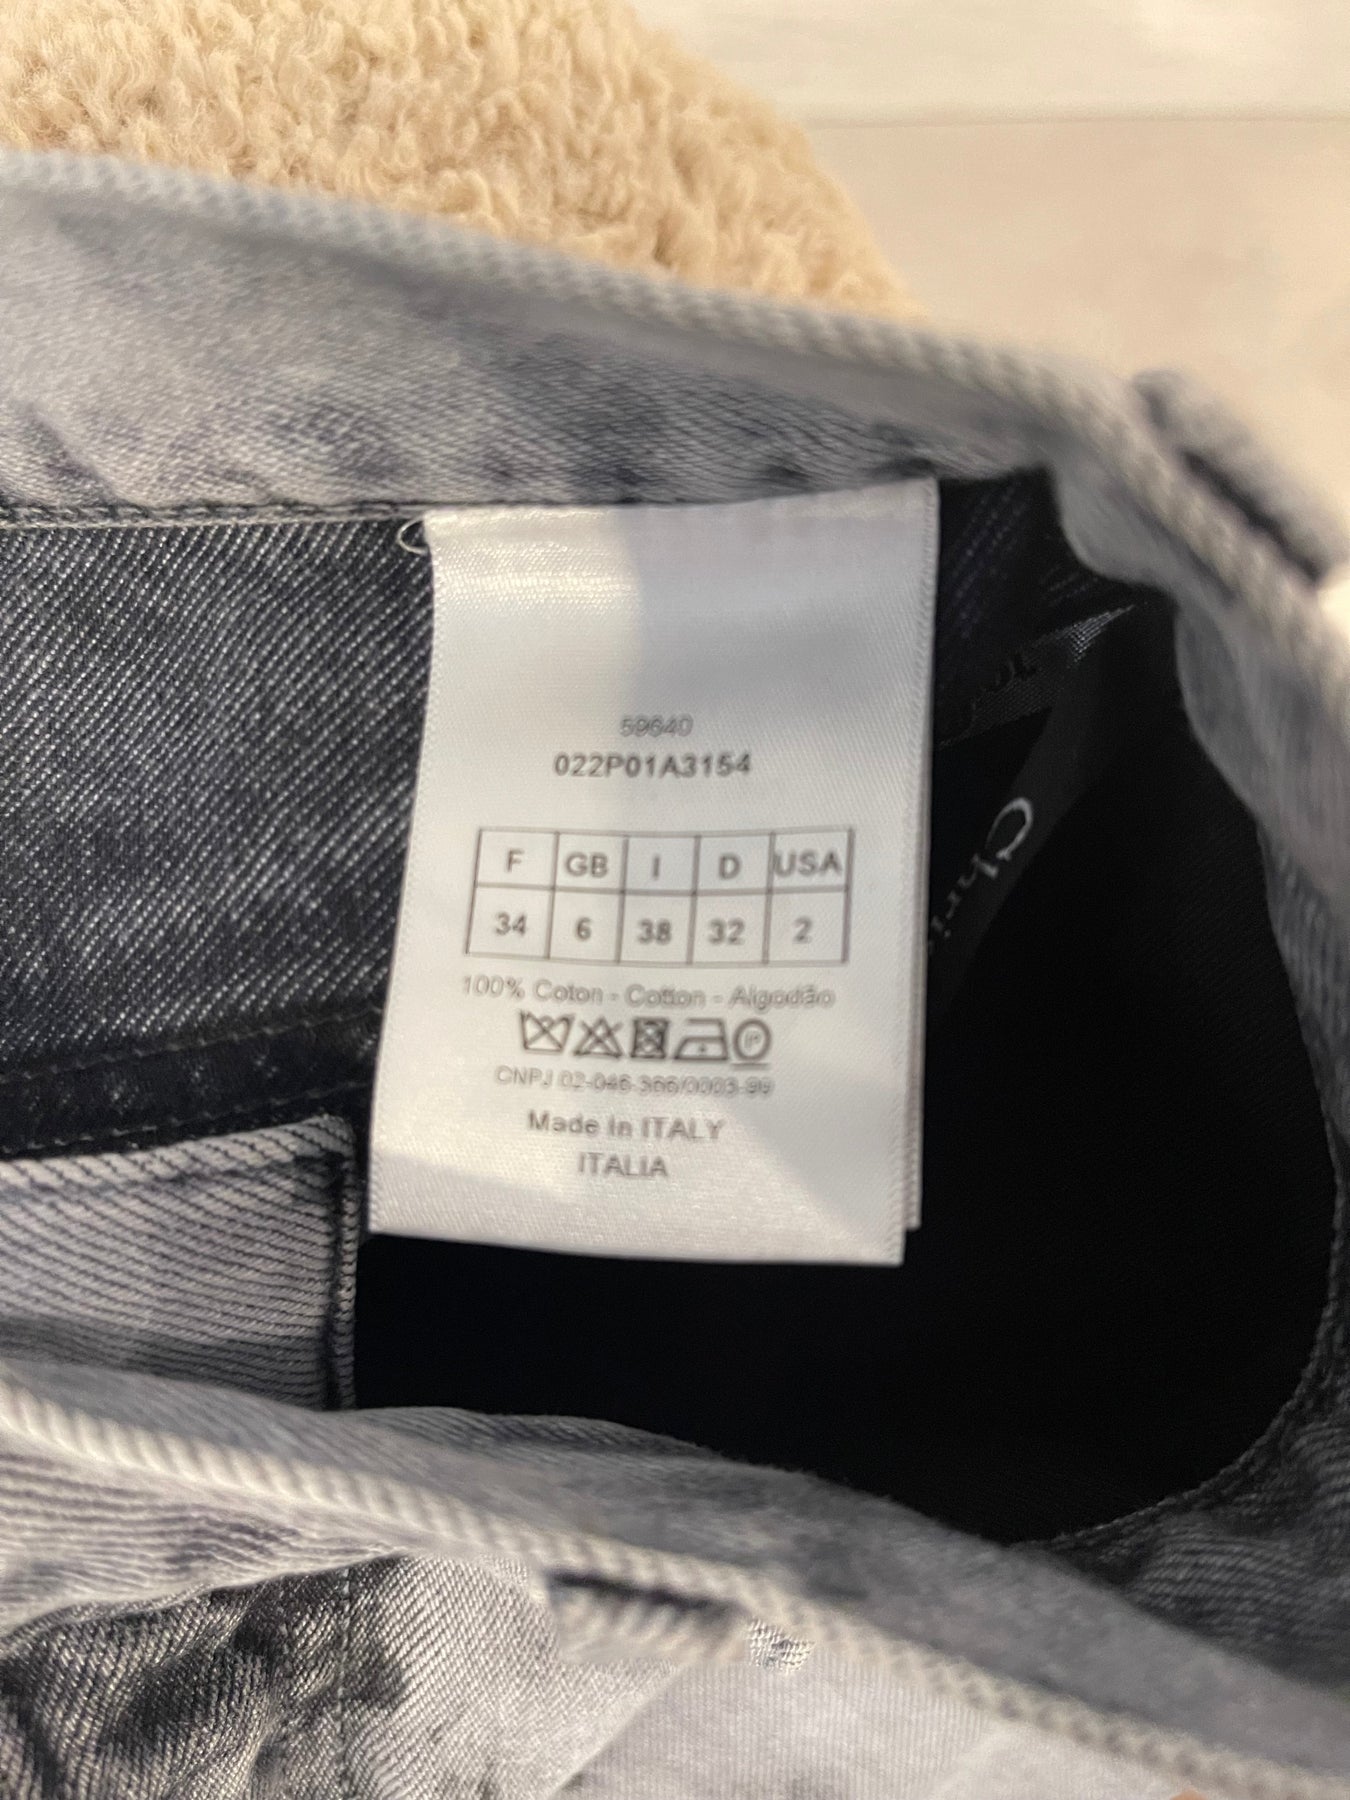 59640
022P01A3154
F GB I D USA
34 6 38 32 2
100% Coton - Cotton - Algodão
CNPJ 02-046-366/0003-99
Made in ITALY
ITALIA
Chris